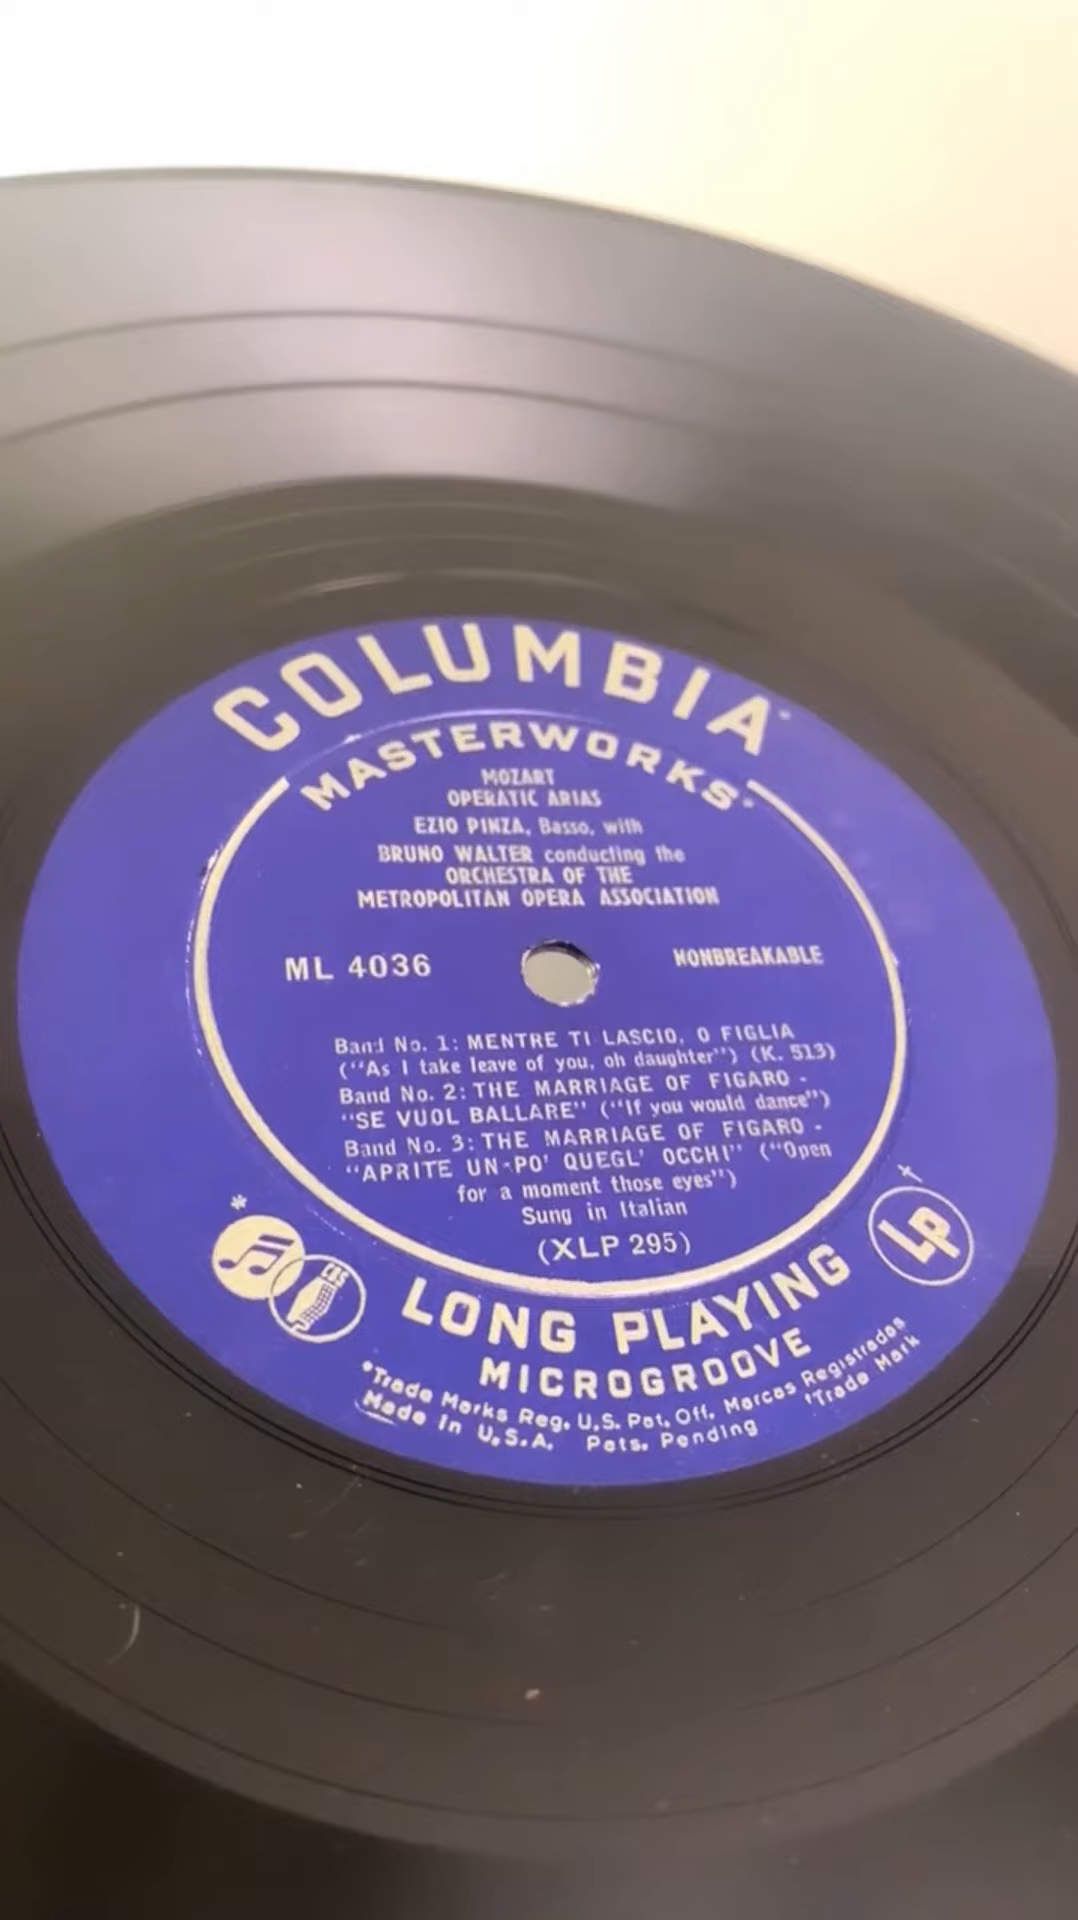 COLUMBIA
MASTERWORKS
MOZART
OPERATIC ARIAS
EZIO PINZA, Basso, with
BRUNO WALTER conducting the
ORCHESTRA OF THE
METROPOLITAN OPERA ASSOCIATION
ML 4036
NONBREAKABLE
Band No. 1: MENTRE TI LASCIO, O FIGLIA
("As I take leave of you, oh daughter") (K. 513)
Band No. 2: THE MARRIAGE OF FIGARO -
"SE VUOL BALLARE" ("If you would dance")
Band No. 3: THE MARRIAGE OF FIGARO -
"APRITE UN-PO' QUEGL' OCCHI" ("Open
for a moment those eyes")
Sung in Italian
(XLP 295)
CBS
LP
LONG PLAYING
MICROGROOVE
*Trade Marks Reg. U.S. Pat. Off. Marcas Registradas
Made in U.S.A. Pats. Pending †Trade Mark